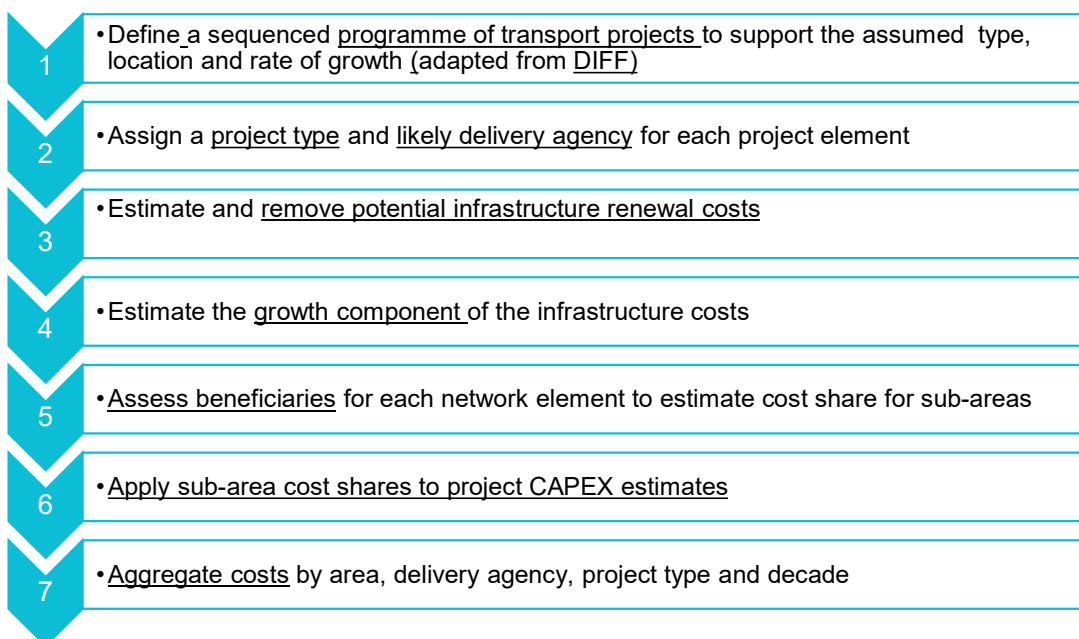 1
•Define a sequenced programme of transport projects to support the assumed  type,
location and rate of growth (adapted from DIFF)
2
•Assign a project type and likely delivery agency for each project element
3
•Estimate and remove potential infrastructure renewal costs
4
•Estimate the growth component of the infrastructure costs
5
•Assess beneficiaries for each network element to estimate cost share for sub-areas
6
•Apply sub-area cost shares to project CAPEX estimates
7
•Aggregate costs by area, delivery agency, project type and decade